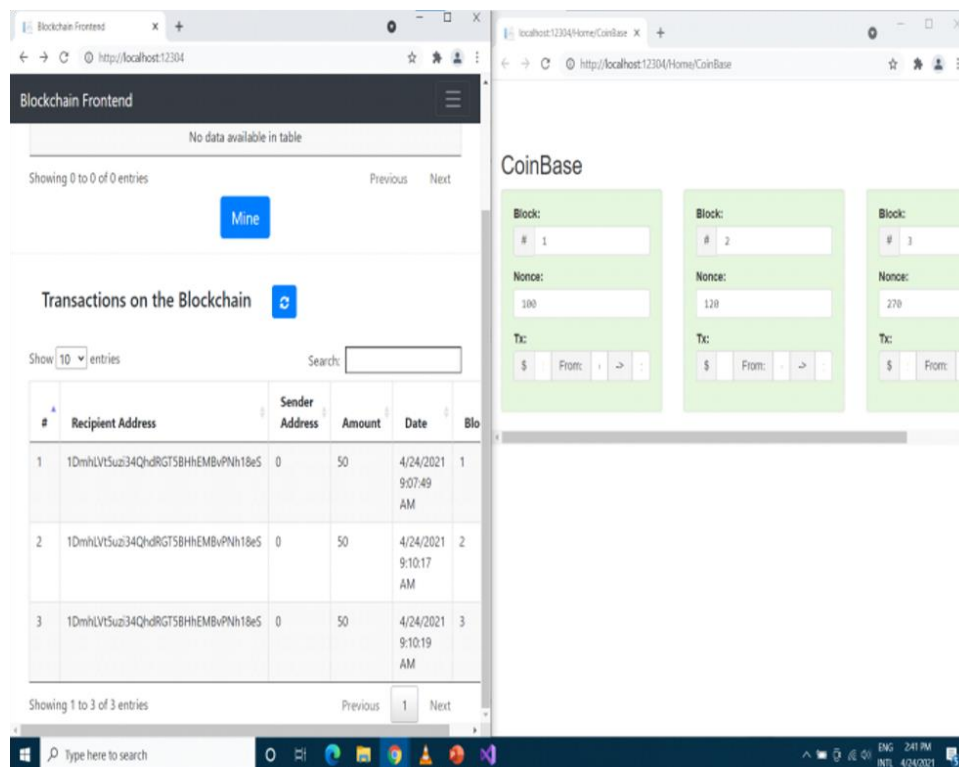 Blockchain Frontend
http://localhost:12304
Blockchain Frontend
No data available in table
Showing 0 to 0 of 0 entries
Previous Next
Mine
Transactions on the Blockchain
Show 10 entries
Search:
# Recipient Address Sender Address Amount Date Blo
1 1DmhLVt5uzi34QhdRGT5BHhEMBvPNh18eS 0 50 4/24/2021 9:07:49 AM 1
2 1DmhLVt5uzi34QhdRGT5BHhEMBvPNh18eS 0 50 4/24/2021 9:10:17 AM 2
3 1DmhLVt5uzi34QhdRGT5BHhEMBvPNh18eS 0 50 4/24/2021 9:10:19 AM 3
Showing 1 to 3 of 3 entries
Previous 1 Next
localhost:12304/Home/CoinBase
http://localhost:12304/Home/CoinBase
CoinBase
Block: Block: Block:
# 1 # 2 # 3
Nonce: Nonce: Nonce:
100 120 270
Tx: Tx: Tx:
$ From: -> $ From: -> $ From:
Type here to search
ENG 2:41 PM
INTL 4/24/2021